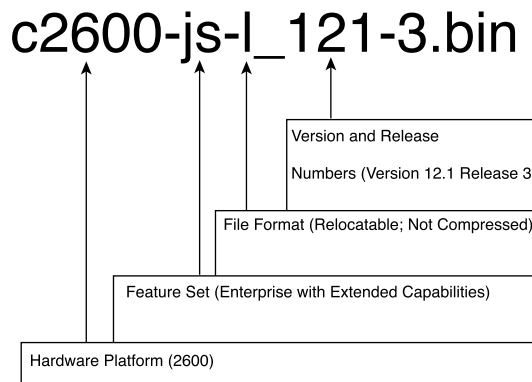 c2600-js-l_121-3.bin
Version and Release
Numbers (Version 12.1 Release 3
File Format (Relocatable; Not Compressed)
Feature Set (Enterprise with Extended Capabilities)
Hardware Platform (2600)